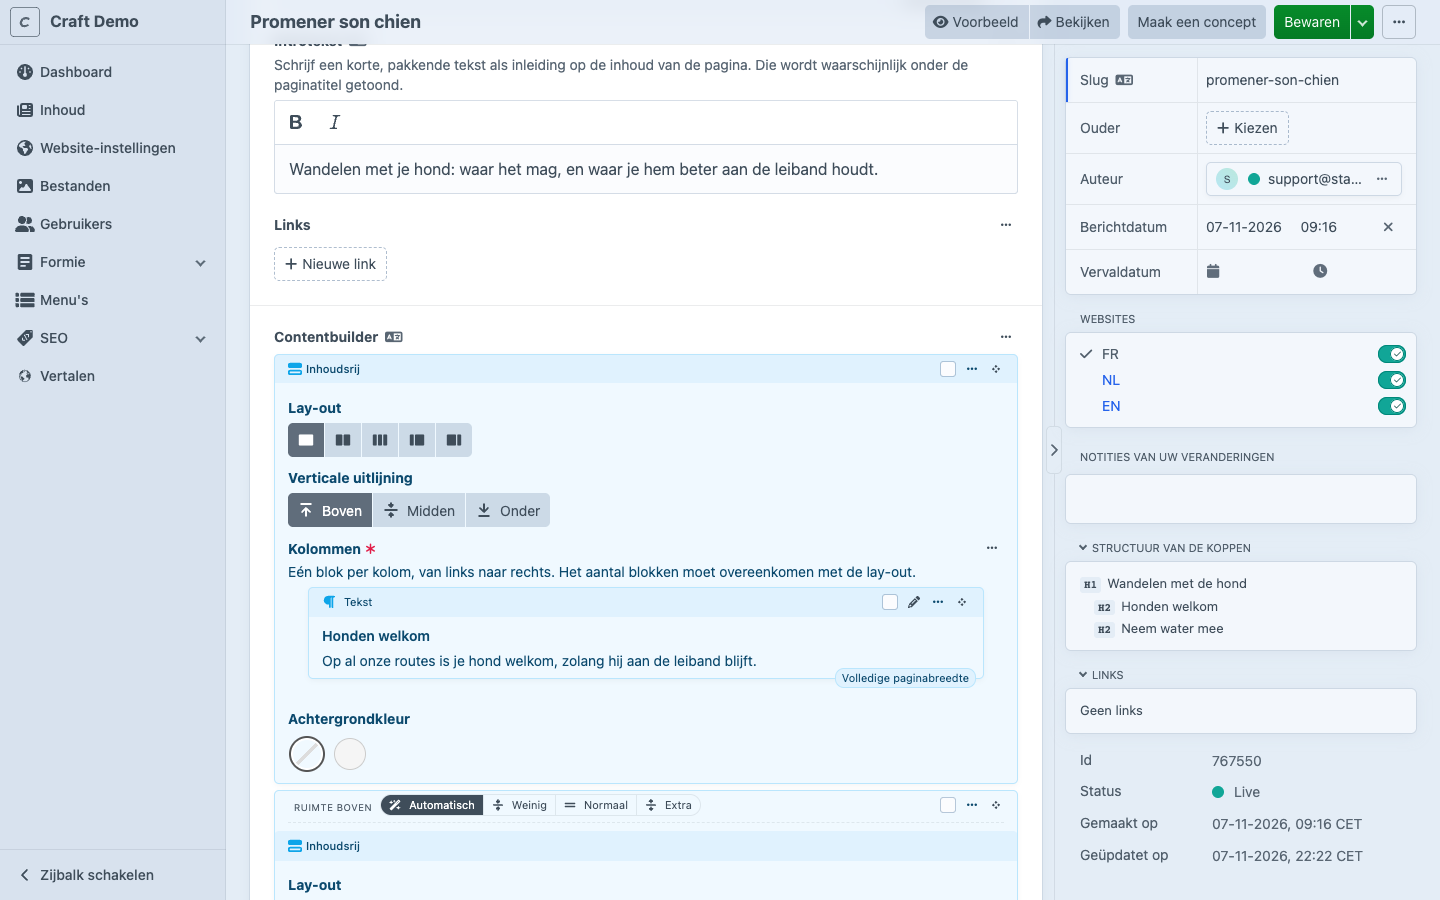 C
Craft Demo
Promener son chien
Voorbeeld
Bekijken
Maak een concept
Bewaren
Dashboard
Inhoud
Website-instellingen
Bestanden
Gebruikers
Formie
Menu's
SEO
Vertalen
Zijbalk schakelen
Introtekst
Schrijf een korte, pakkende tekst als inleiding op de inhoud van de pagina. Die wordt waarschijnlijk onder de
paginatitel getoond.
B I
Wandelen met je hond: waar het mag, en waar je hem beter aan de leiband houdt.
Links
Nieuwe link
Contentbuilder
Inhoudsrij
Lay-out
Verticale uitlijning
Boven
Midden
Onder
Kolommen *
Eén blok per kolom, van links naar rechts. Het aantal blokken moet overeenkomen met de lay-out.
Tekst
Honden welkom
Op al onze routes is je hond welkom, zolang hij aan de leiband blijft.
Volledige paginabreedte
Achtergrondkleur
RUIMTE BOVEN
Automatisch
Weinig
Normaal
Extra
Inhoudsrij
Lay-out
Slug
promener-son-chien
Ouder
Kiezen
Auteur
S
support@sta...
Berichtdatum
07-11-2026
09:16
Vervaldatum
WEBSITES
FR
NL
EN
NOTITIES VAN UW VERANDERINGEN
STRUCTUUR VAN DE KOPPEN
H1 Wandelen met de hond
H2 Honden welkom
H2 Neem water mee
LINKS
Geen links
Id
767550
Status
Live
Gemaakt op
07-11-2026, 09:16 CET
Geüpdatet op
07-11-2026, 22:22 CET